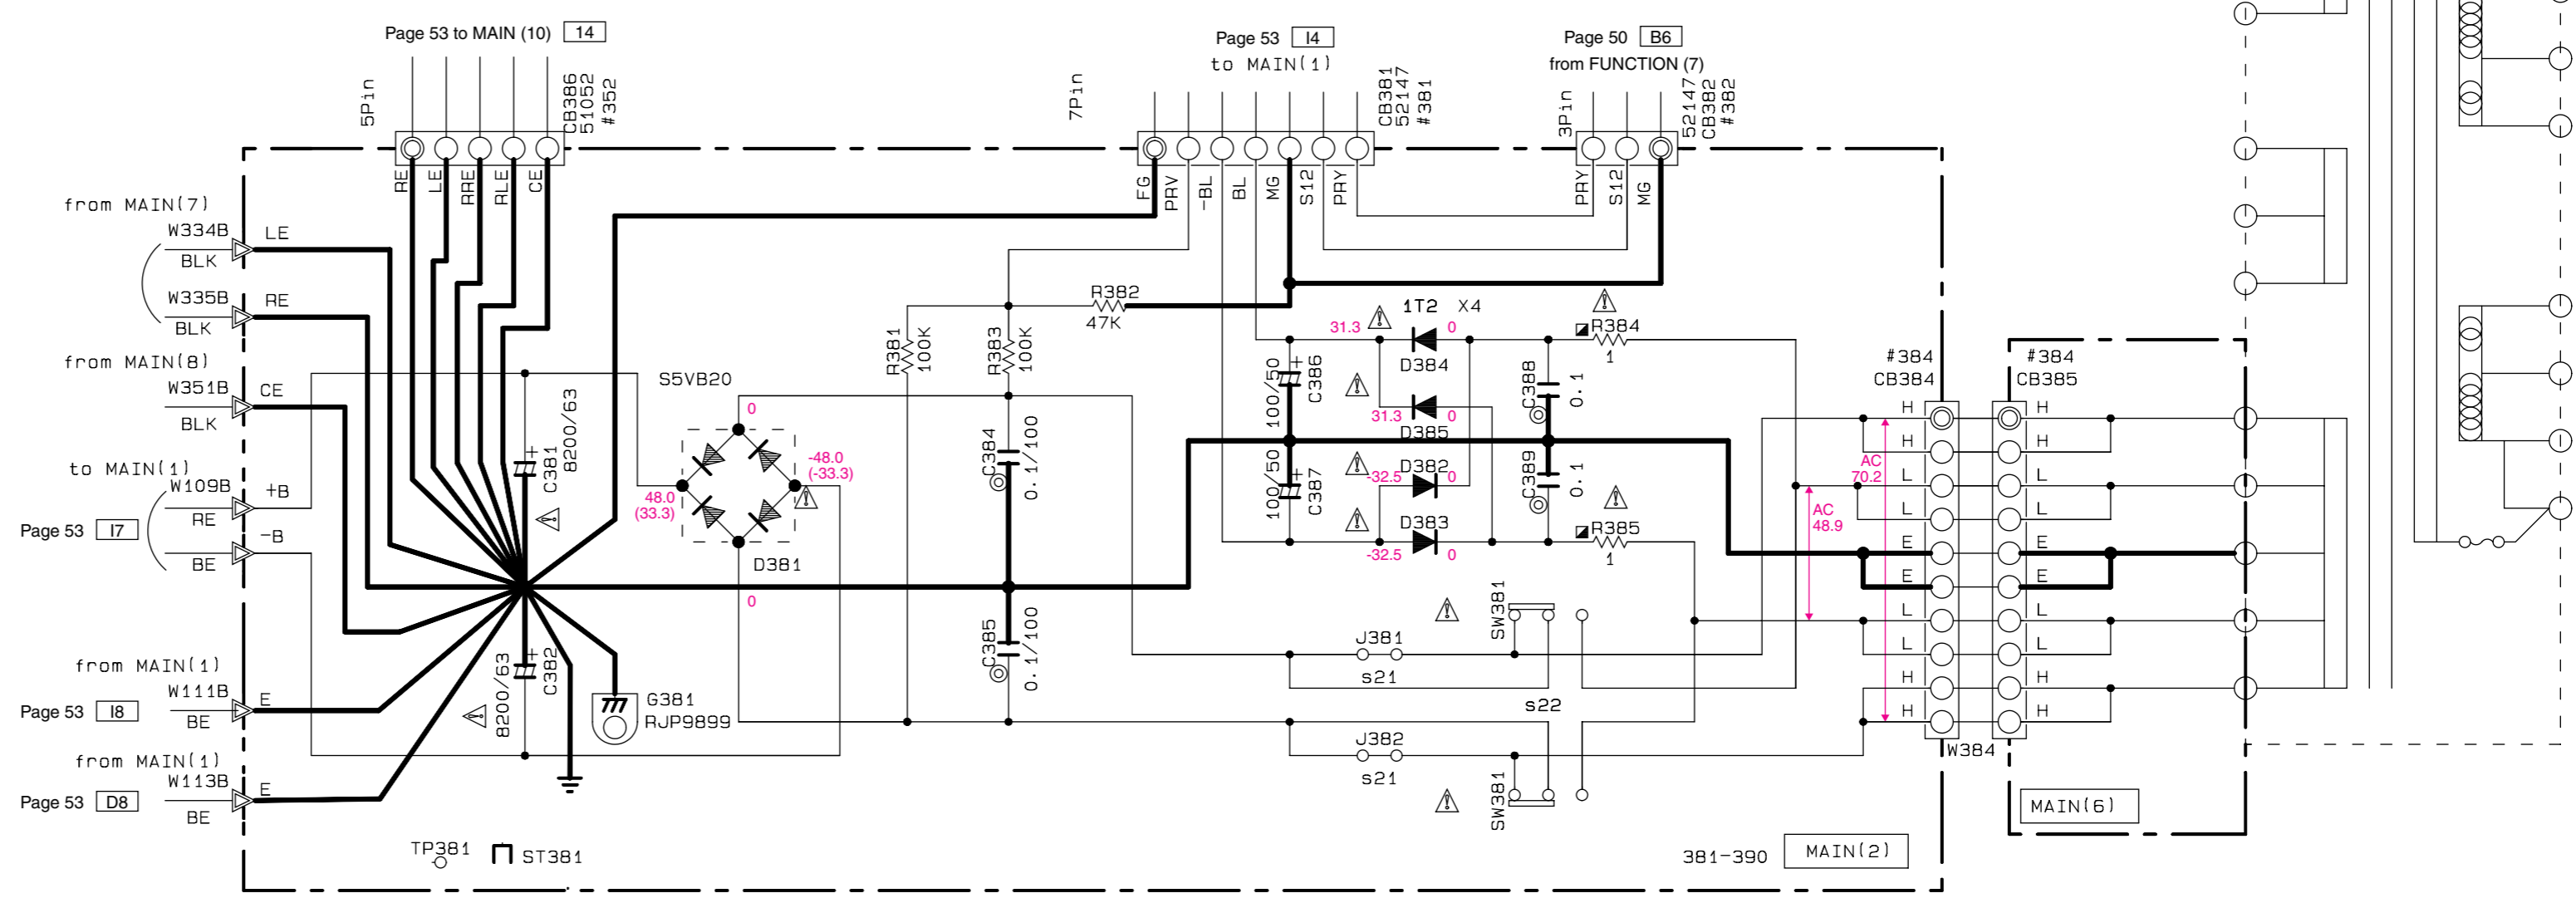 Page 53 to MAIN (10) 14
Page 53 I4
to MAIN(1)
Page 50 B6
from FUNCTION (7)
5Pin
CB386
51052
#352
7Pin
CB381
52147
#381
3Pin
52147
CB382
#382
RE
LE
RRE
RLE
CE
FG
PRV
-BL
BL
MG
S12
PRY
PRY
S12
MG
from MAIN(7)
W334B
LE
BLK
W335B
RE
BLK
from MAIN(8)
W351B
CE
BLK
to MAIN(1)
W109B
+B
RE
Page 53 I7
-B
BE
from MAIN(1)
W111B
E
Page 53 I8
BE
from MAIN(1)
W113B
E
Page 53 D8
BE
R382
47K
R381
100K
R383
100K
S5VB20
+
C381
8200/63
0
-48.0
(-33.3)
48.0
(33.3)
D381
0
C384
0.1/100
C385
0.1/100
+
C382
8200/63
G381
RJP9899
31.3
1T2 X4
0
D384
31.3
0
D385
-32.5
D382
0
D383
-32.5
0
+
C386
100/50
+
C387
100/50
C388
0.1
C389
0.1
R384
1
R385
1
SW381
J381
s21
s22
J382
s21
SW381
AC
70.2
AC
48.9
#384
CB384
#384
CB385
H H
H H
L L
L L
E E
E E
L L
L L
H H
H H
W384
MAIN(6)
TP381
ST381
381-390 MAIN(2)